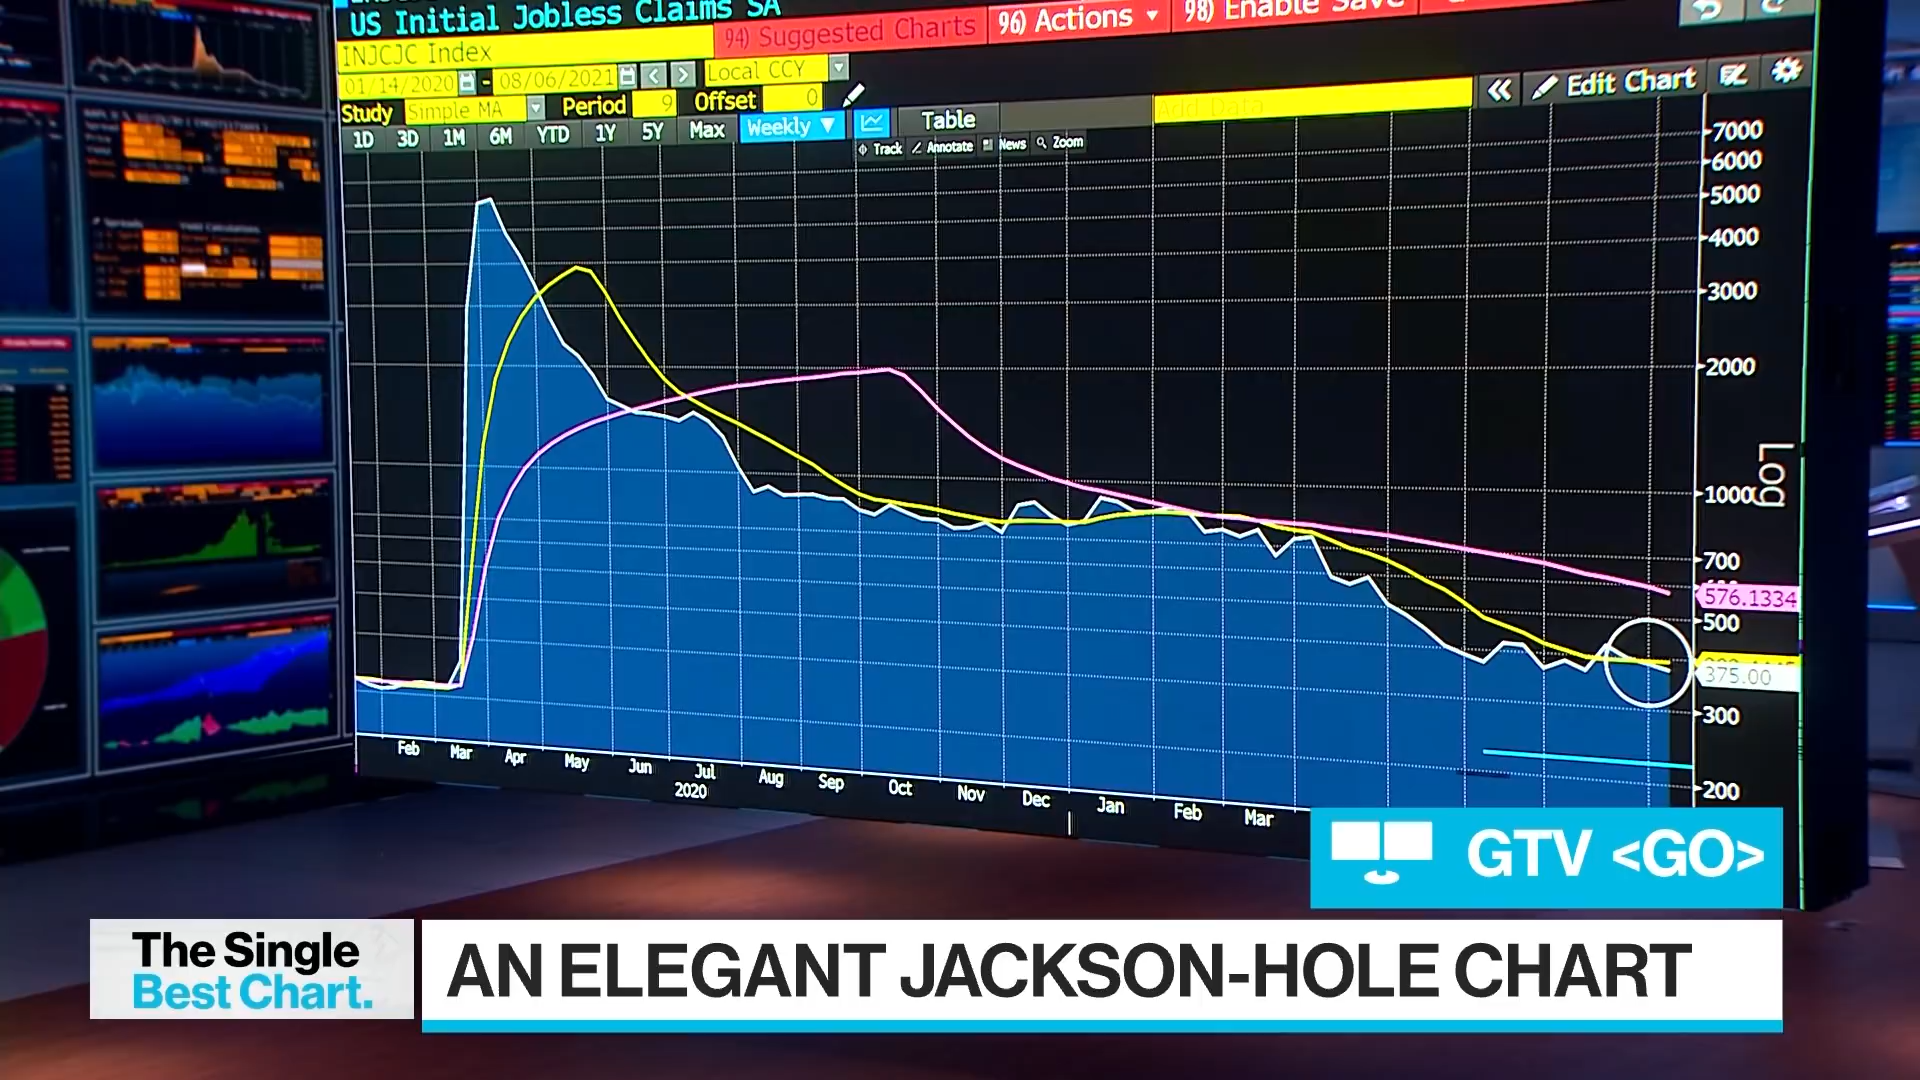 US Initial Jobless Claims SA
94) Suggested Charts 96) Actions 98) Enable Save
INJCJC Index
01/14/2020 - 08/06/2021 Local CCY
Study Simple MA Period 9 Offset 0
Add Data
Edit Chart
1D 3D 1M 6M YTD 1Y 5Y Max Weekly Table
Track Annotate News Zoom
7000
6000
5000
4000
3000
2000
1000
Log
700
576.1334
500
375.00
300
200
Feb Mar Apr May Jun Jul Aug Sep Oct Nov Dec Jan Feb Mar
2020
GTV <GO>
The Single
Best Chart.
AN ELEGANT JACKSON-HOLE CHART